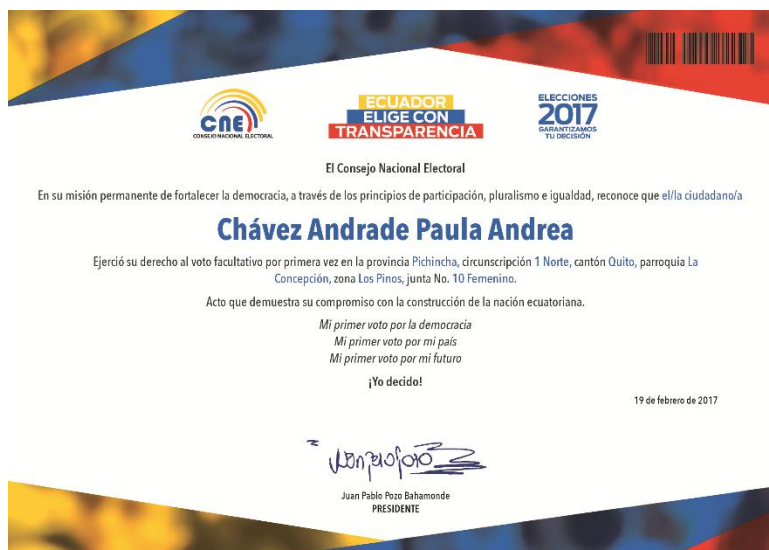 CNE
CONSEJO NACIONAL ELECTORAL
ECUADOR
ELIGE CON
TRANSPARENCIA
ELECCIONES
2017
GARANTIZAMOS
TU DECISIÓN
El Consejo Nacional Electoral
En su misión permanente de fortalecer la democracia, a través de los principios de participación, pluralismo e igualdad, reconoce que el/la ciudadano/a
Chávez Andrade Paula Andrea
Ejerció su derecho al voto facultativo por primera vez en la provincia Pichincha, circunscripción 1 Norte, cantón Quito, parroquia La
Concepción, zona Los Pinos, junta No. 10 Femenino.
Acto que demuestra su compromiso con la construcción de la nación ecuatoriana.
Mi primer voto por la democracia
Mi primer voto por mi país
Mi primer voto por mi futuro
¡Yo decido!
19 de febrero de 2017
Juan Pablo Pozo Bahamonde
PRESIDENTE